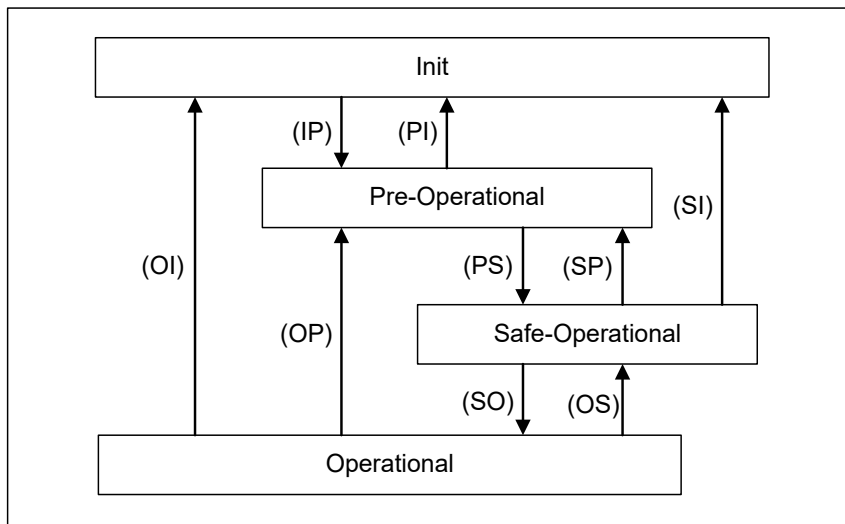 Init
(IP)
(PI)
Pre-Operational
(SI)
(OI)
(PS)
(SP)
(OP)
Safe-Operational
(SO)
(OS)
Operational